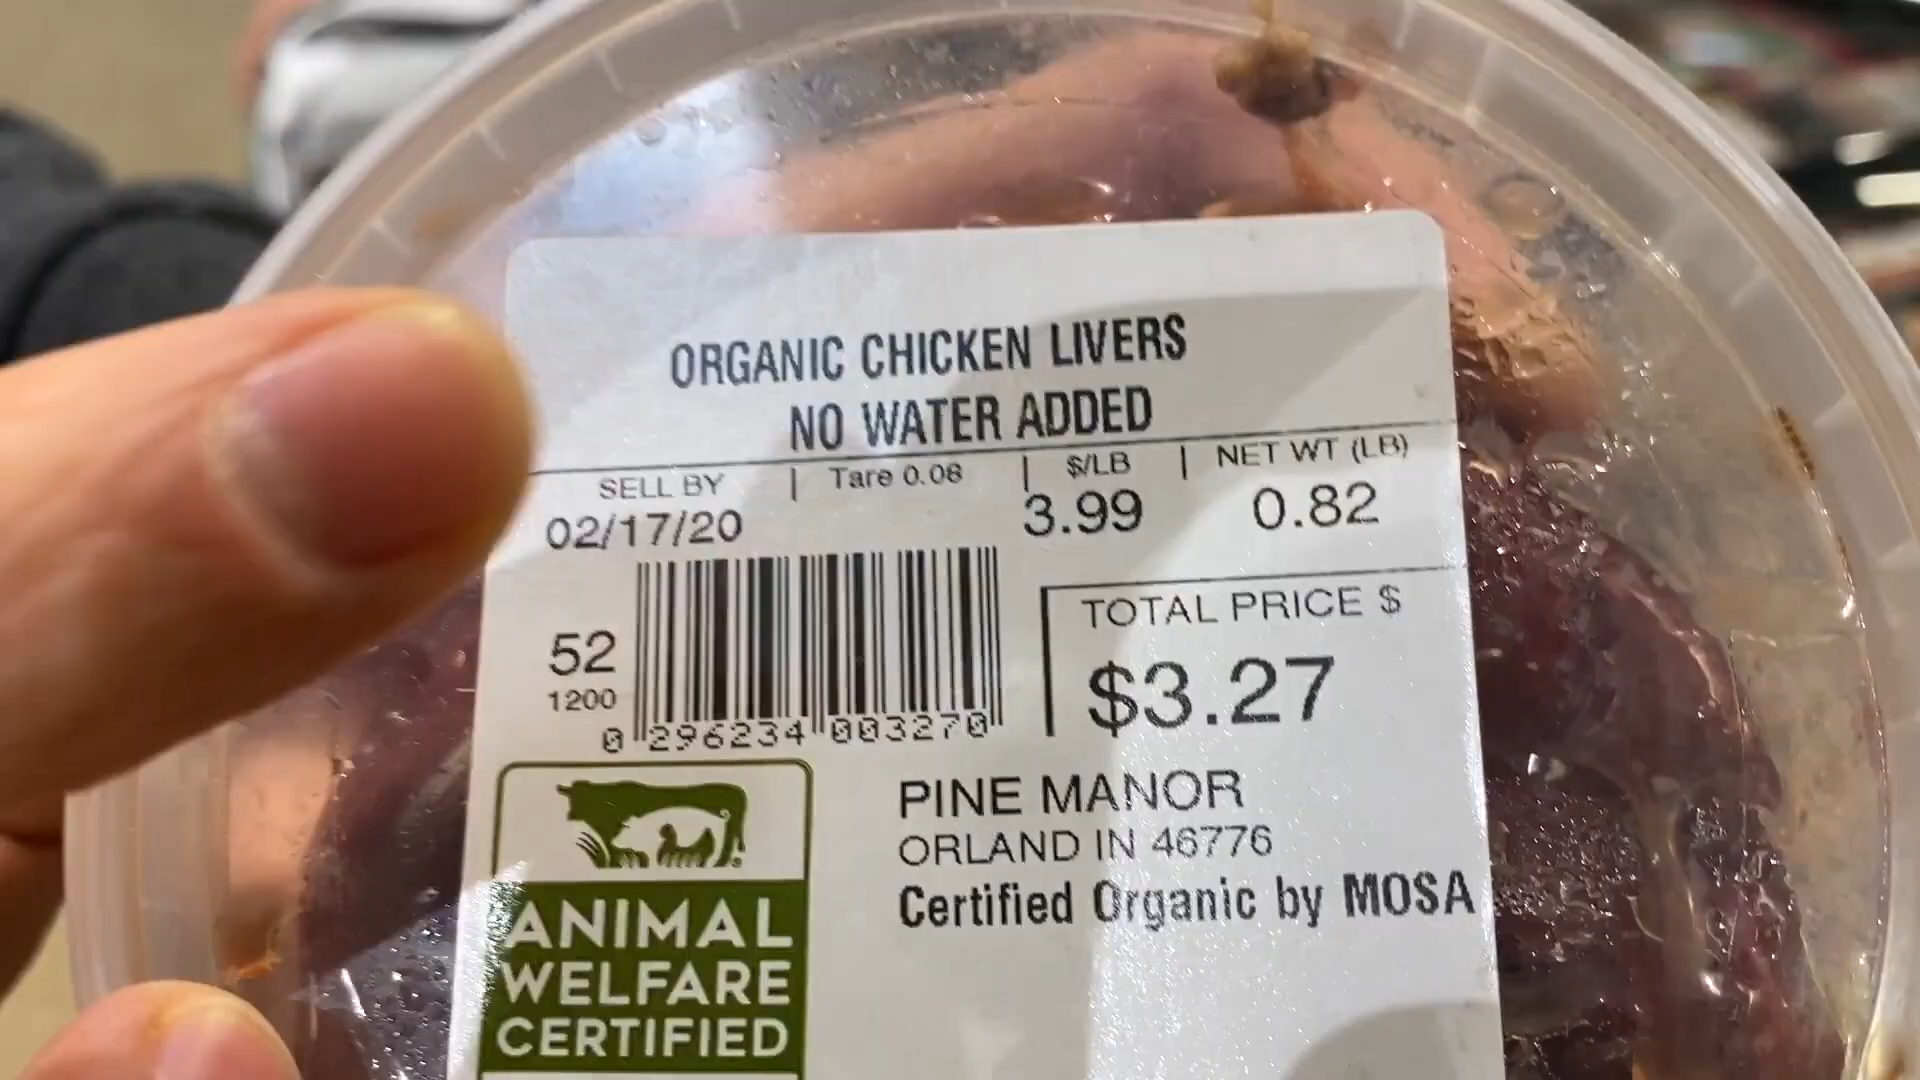 ORGANIC CHICKEN LIVERS
NO WATER ADDED
SELL BY | Tare 0.08 | $/LB | NET WT (LB)
02/17/20 3.99 0.82
52
1200
0 296234 003270
TOTAL PRICE $
$3.27
PINE MANOR
ORLAND IN 46776
Certified Organic by MOSA
ANIMAL
WELFARE
CERTIFIED